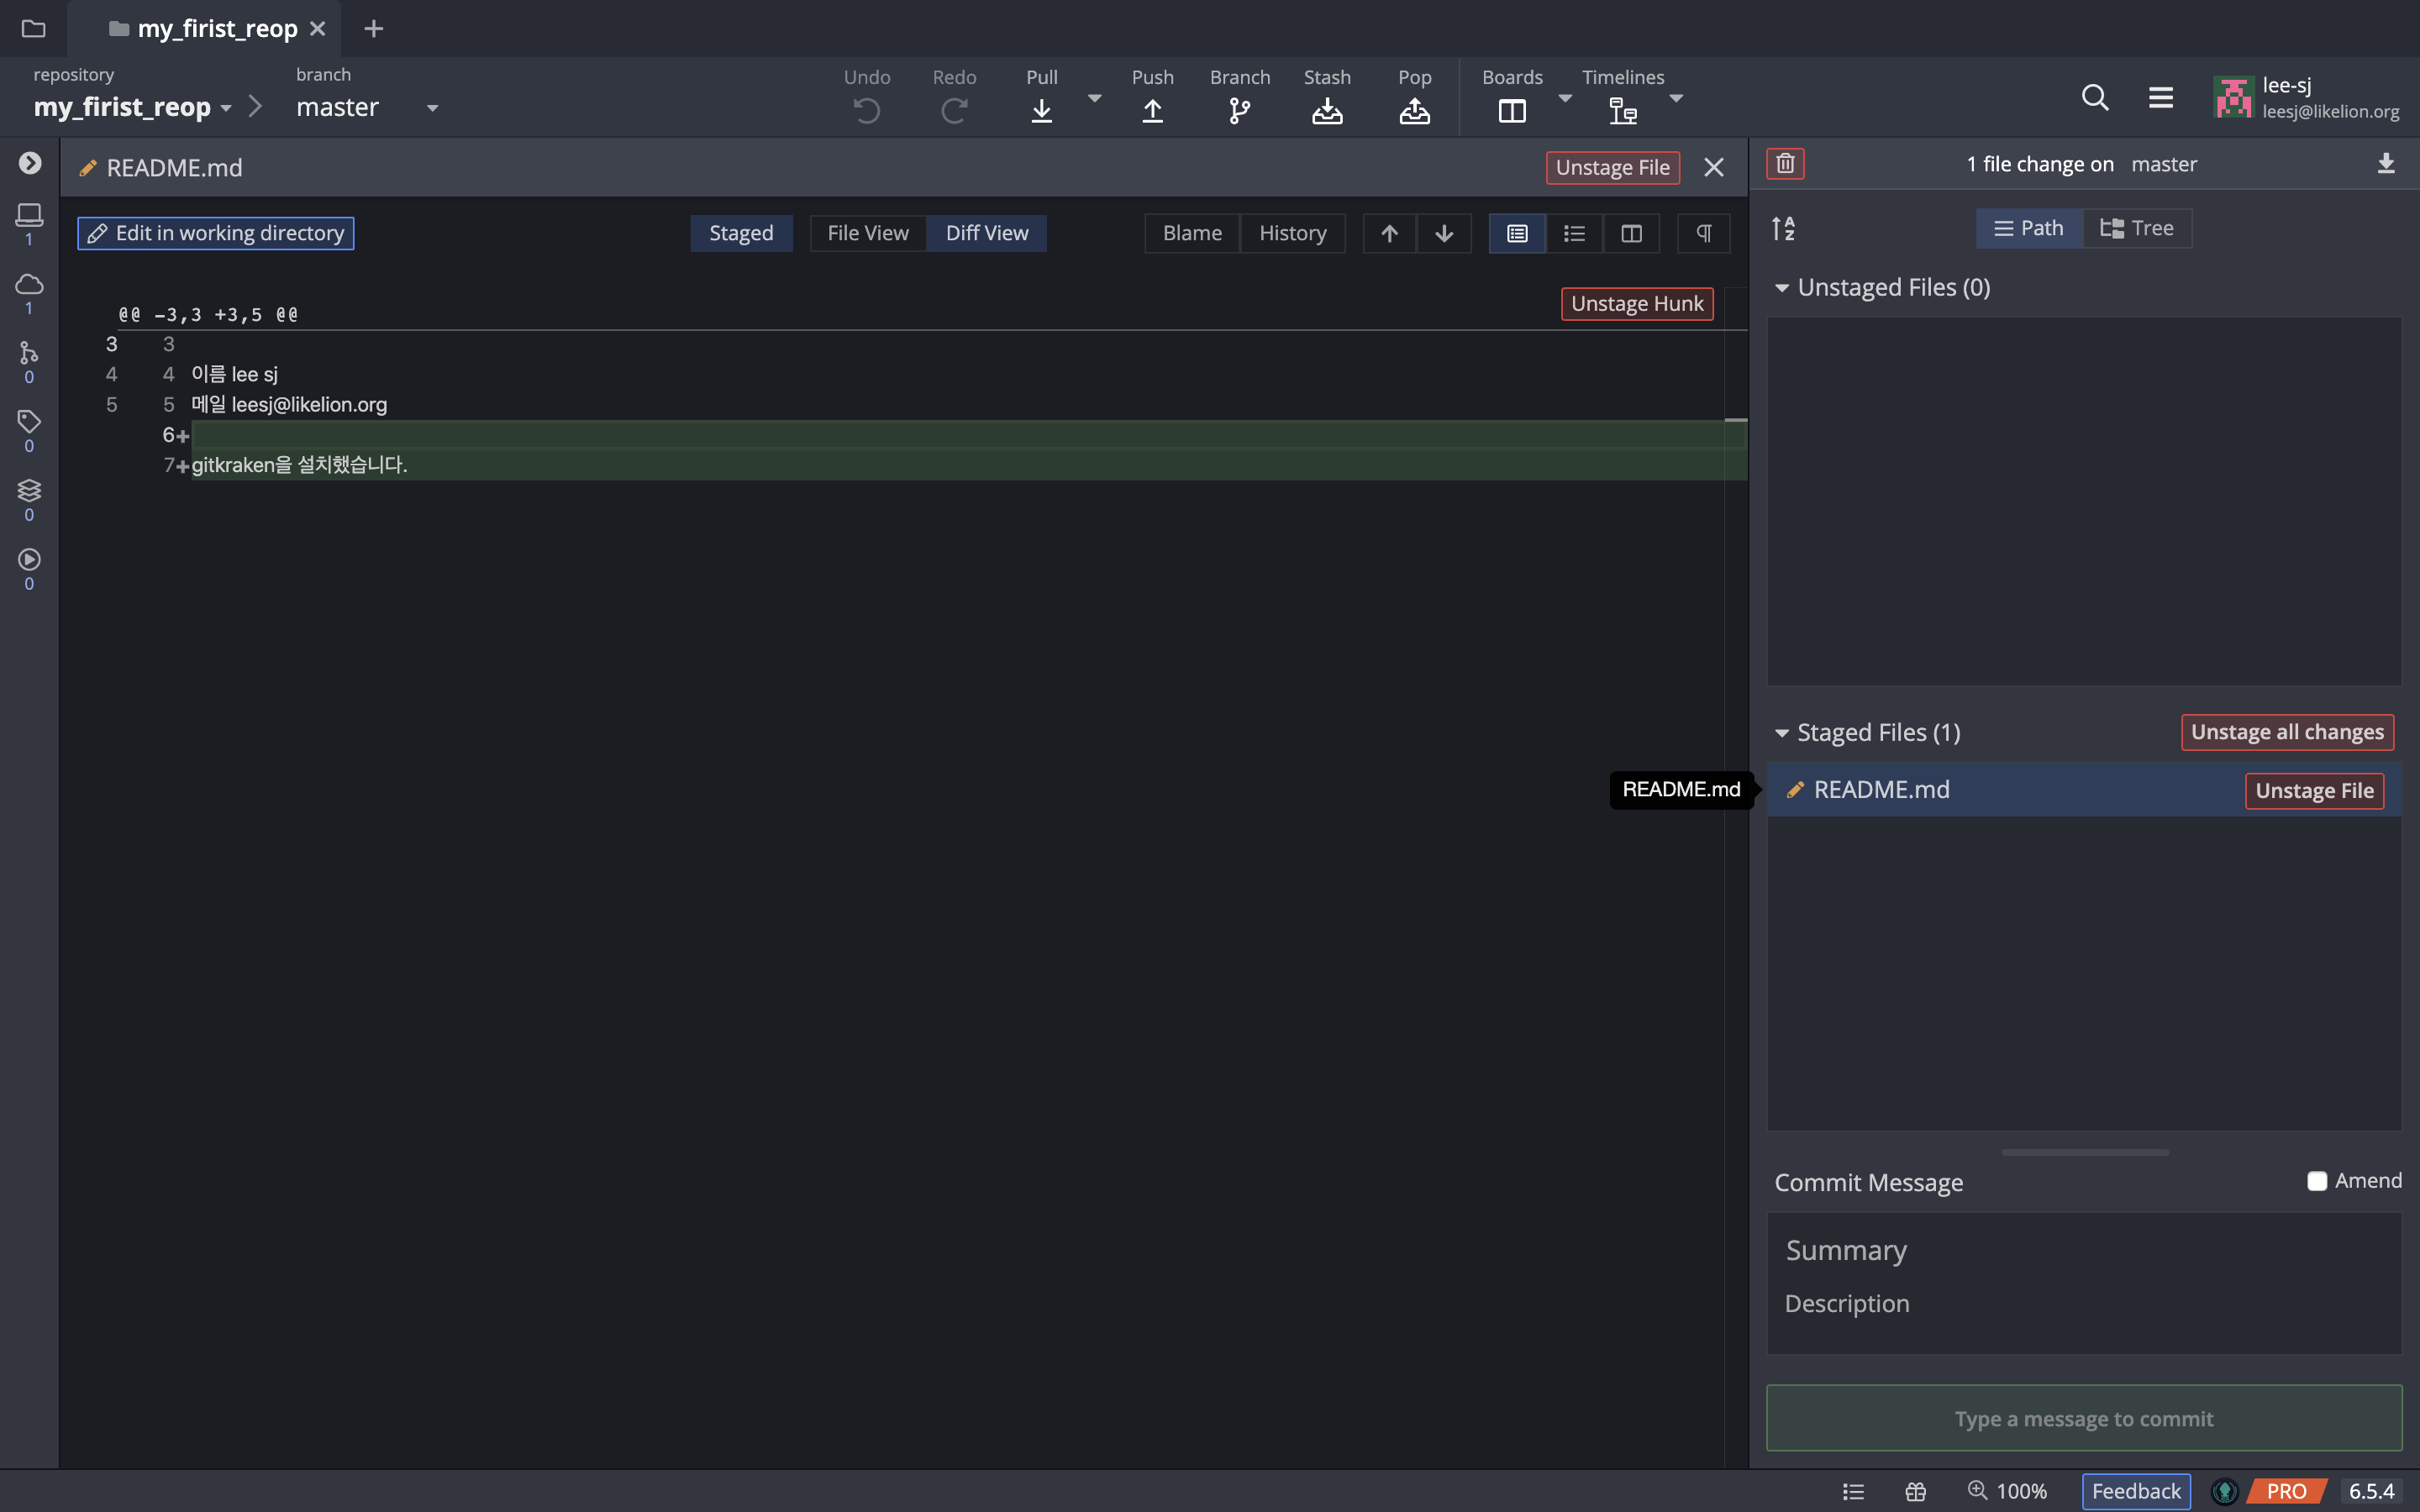 my_firist_reop
repository
my_firist_reop
branch
master
Undo
Redo
Pull
Push
Branch
Stash
Pop
Boards
Timelines
lee-sj
leesj@likelion.org
1
1
0
0
0
0
README.md
Unstage File
Edit in working directory
Staged
File View
Diff View
Blame
History
@@ -3,3 +3,5 @@
Unstage Hunk
3 3
4 4 이름 lee sj
5 5 메일 leesj@likelion.org
6+
7+gitkraken을 설치했습니다.
1 file change on master
Path
Tree
Unstaged Files (0)
Staged Files (1)
Unstage all changes
README.md
README.md
Unstage File
Commit Message
Amend
Summary
Description
Type a message to commit
100%
Feedback
PRO
6.5.4